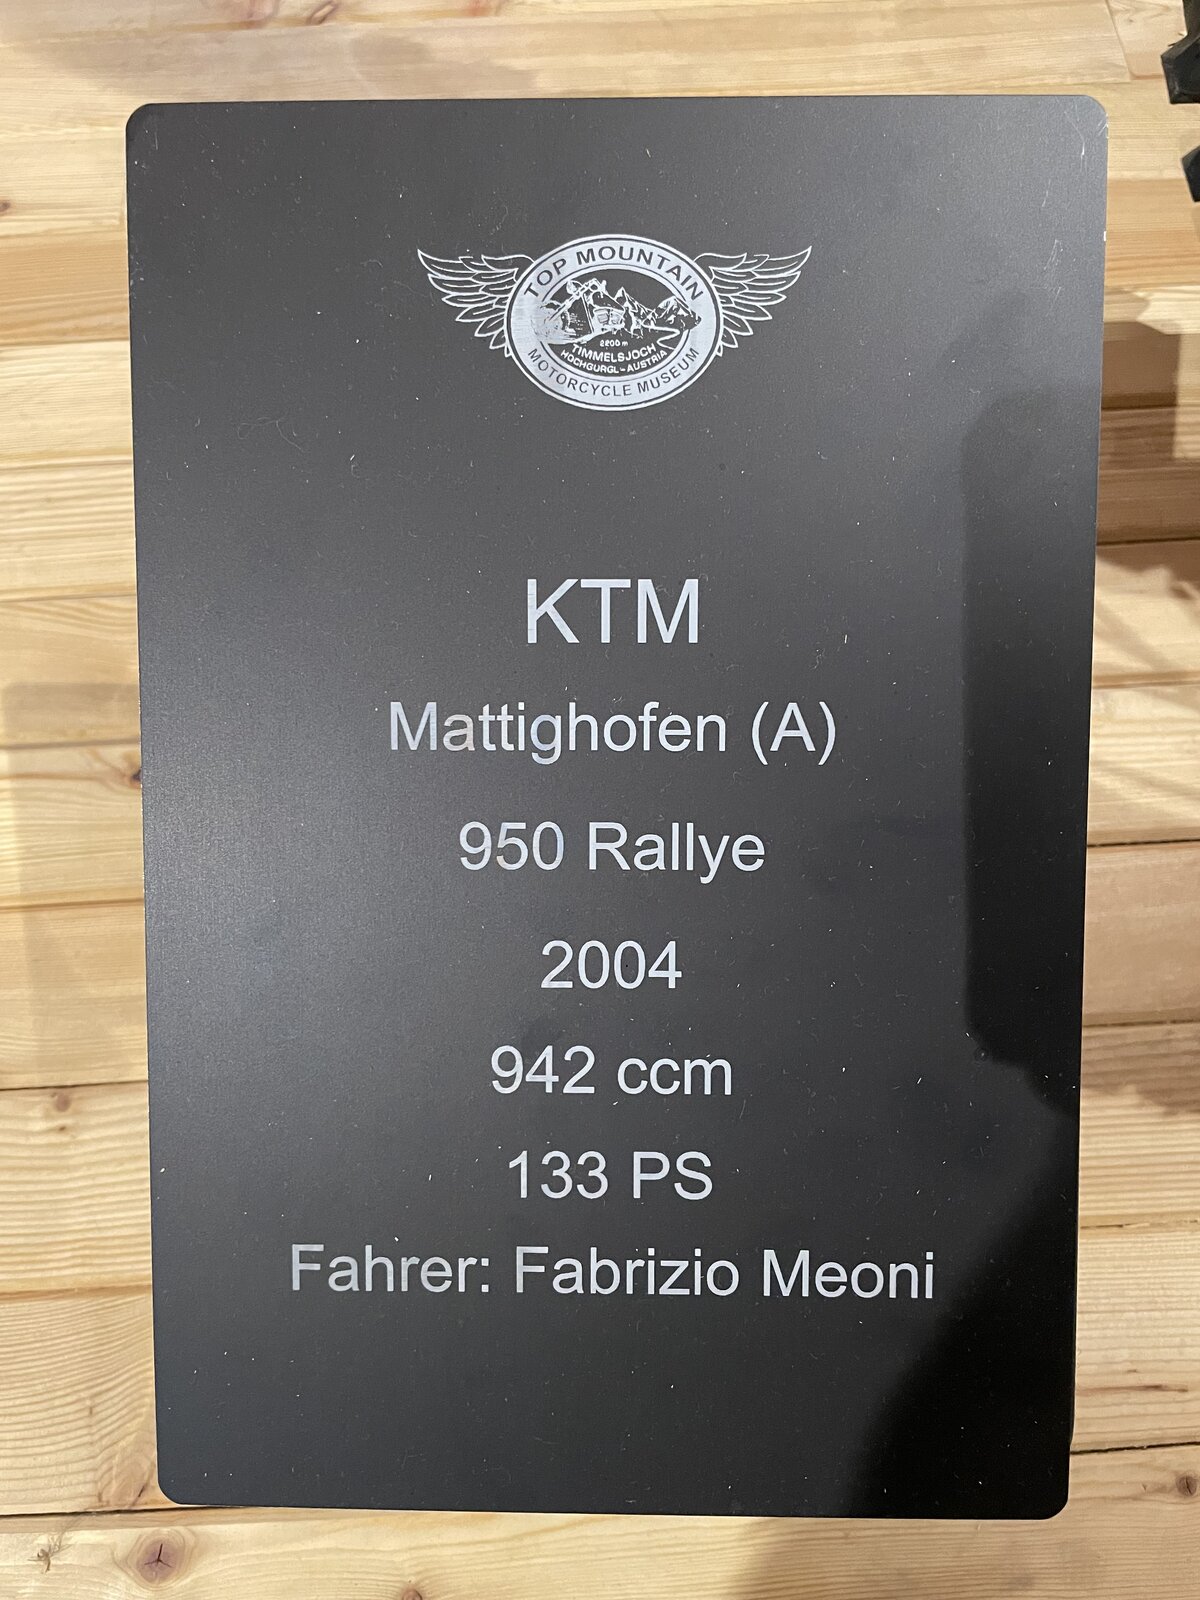 TOP MOUNTAIN
2200 m
TIMMELSJOCH
HOCHGURGL - AUSTRIA
MOTORCYCLE MUSEUM
KTM
Mattighofen (A)
950 Rallye
2004
942 ccm
133 PS
Fahrer: Fabrizio Meoni